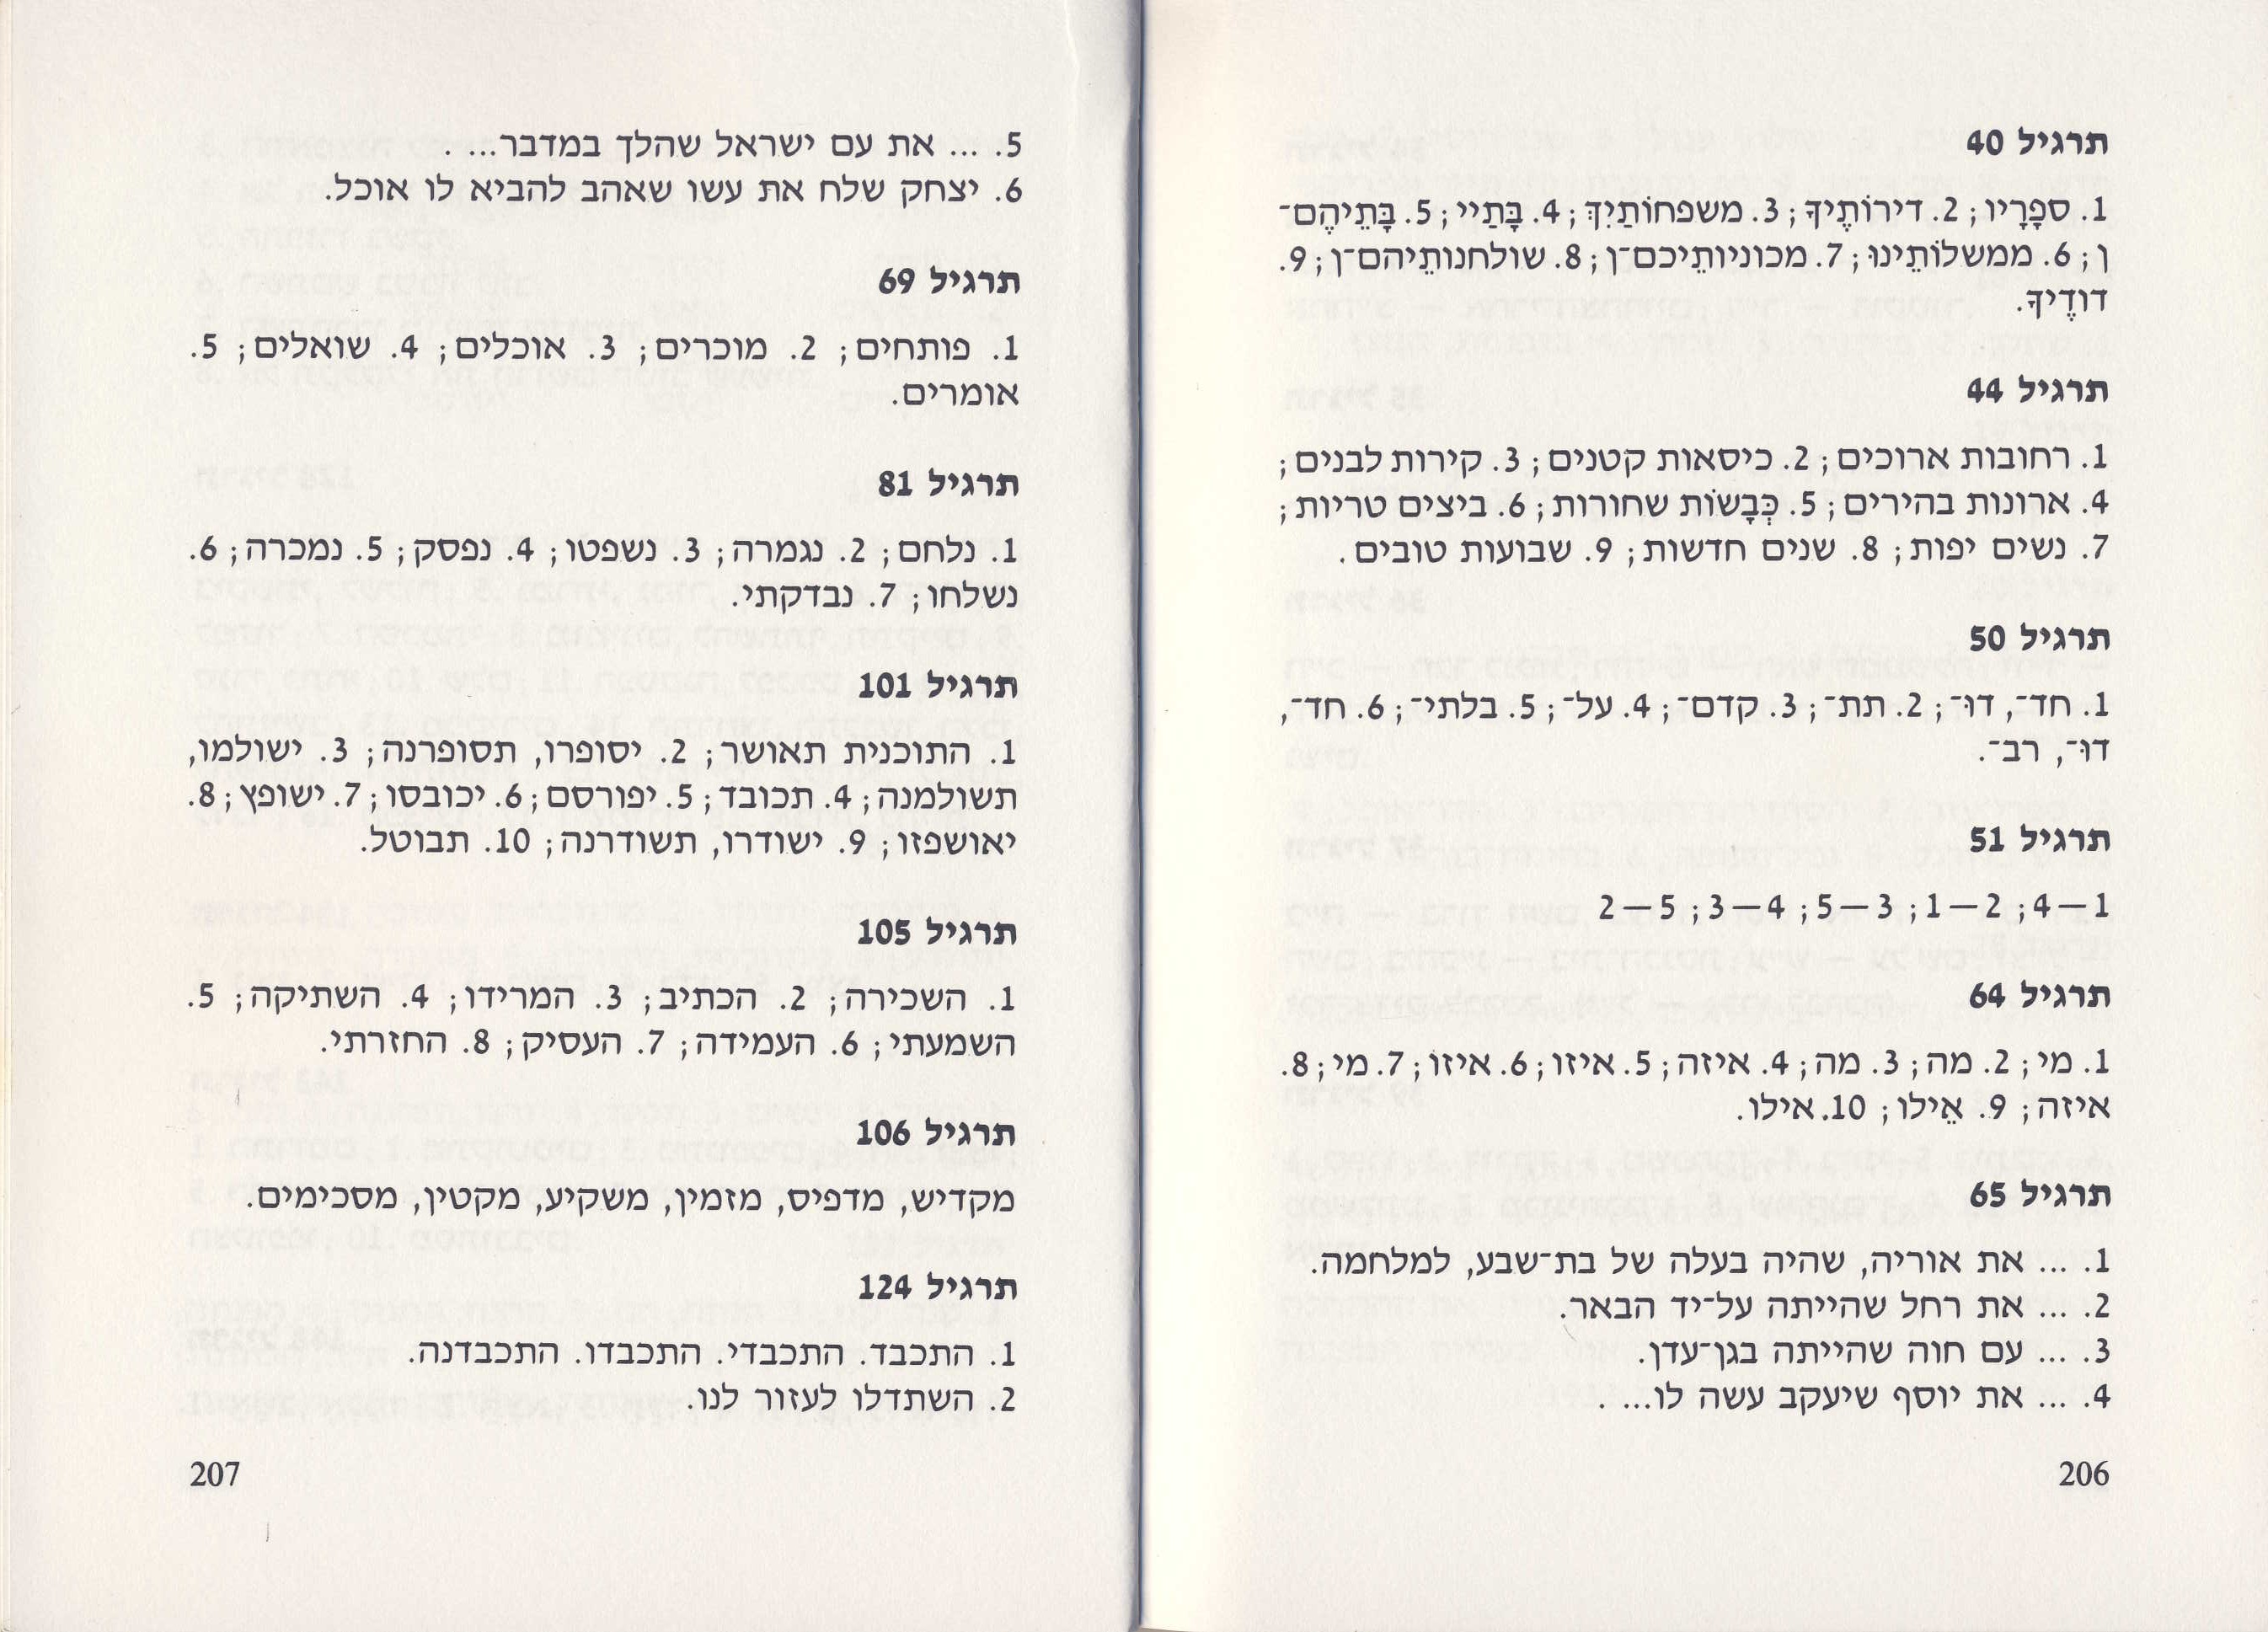 תרגיל 40
1. ספָרָיו; 2. דירוֹתֶיךָ; 3. משפחוֹתַיִךְ; 4. בָּתַיי; 5. בָּתֵיהֶם־
ן; 6. ממשלוֹתֵינוּ; 7. מכוניותֵיכם־ן; 8. שולחנותֵיהם־ן; 9.
דודֶיךָ.
תרגיל 44
1. רחובות ארוכים; 2. כיסאות קטנים; 3. קירות לבנים;
4. ארונות בהירים; 5. כְּבָשׂוֹת שחורות; 6. ביצים טריות;
7. נשים יפות; 8. שנים חדשות; 9. שבועות טובים.
תרגיל 50
1. חד־, דוּ־; 2. תת־; 3. קדם־; 4. על־; 5. בלתי־; 6. חד־,
דוּ־, רב־.
תרגיל 51
1—4; 2—1; 3—5; 4—3; 5—2
תרגיל 64
1. מי; 2. מה; 3. מה; 4. איזה; 5. איזו; 6. איזוֹ; 7. מי; 8.
איזה; 9. אֵילו; 10. אילו.
תרגיל 65
1. ... את אוריה, שהיה בעלה של בת־שבע, למלחמה.
2. ... את רחל שהייתה על־יד הבאר.
3. ... עם חוה שהייתה בגן־עדן.
4. ... את יוסף שיעקב עשה לו... .
206
5. ... את עם ישראל שהלך במדבר... .
6. יצחק שלח את עשו שאהב להביא לו אוכל.
תרגיל 69
1. פותחים; 2. מוכרים; 3. אוכלים; 4. שואלים; 5.
אומרים.
תרגיל 81
1. נלחם; 2. נגמרה; 3. נשפטו; 4. נפסק; 5. נמכרה; 6.
נשלחו; 7. נבדקתי.
תרגיל 101
1. התוכנית תאושר; 2. יסופרו, תסופרנה; 3. ישולמו,
תשולמנה; 4. תכובד; 5. יפורסם; 6. יכובסו; 7. ישופץ; 8.
יאושפזו; 9. ישודרו, תשודרנה; 10. תבוטל.
תרגיל 105
1. השכירה; 2. הכתיב; 3. המרידו; 4. השתיקה; 5.
השמעתי; 6. העמידה; 7. העסיק; 8. החזרתי.
תרגיל 106
מקדיש, מדפיס, מזמין, משקיע, מקטין, מסכימים.
תרגיל 124
1. התכבד. התכבדי. התכבדו. התכבדנה.
2. השתדלו לעזור לנו.
207